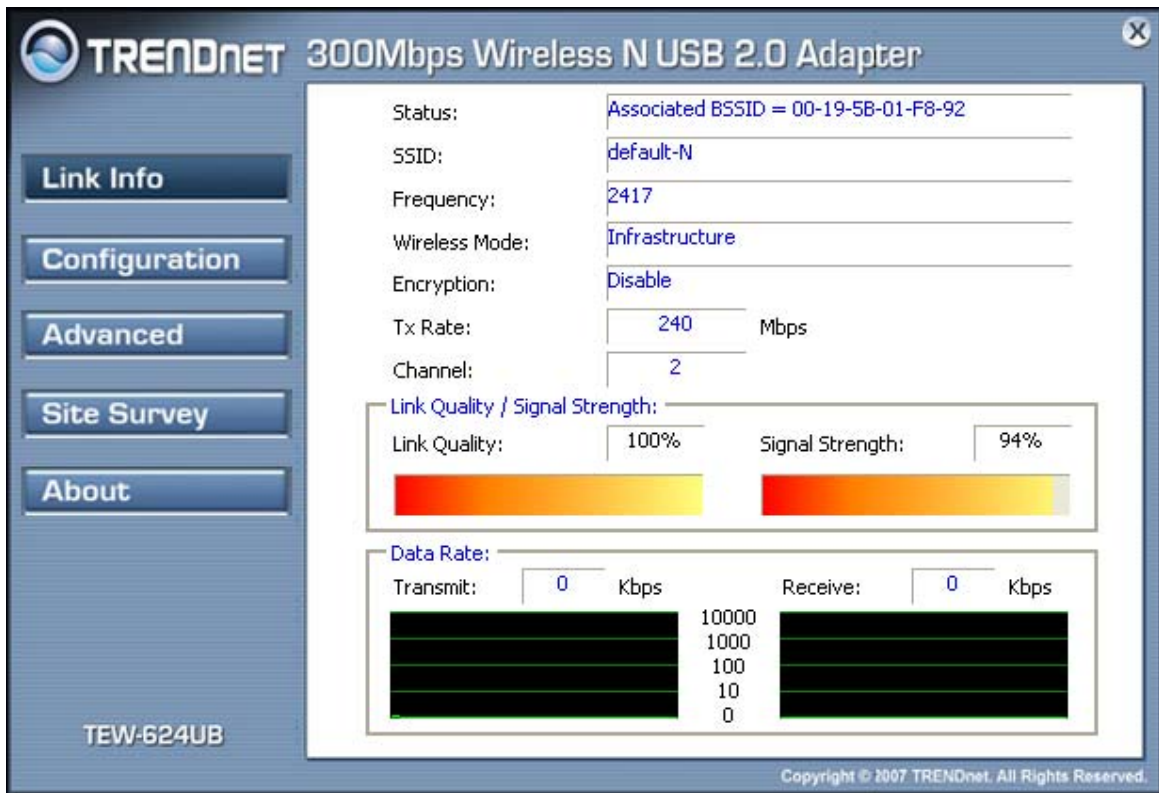 TRENDnet 300Mbps Wireless N USB 2.0 Adapter
X
Link Info
Configuration
Advanced
Site Survey
About
TEW-624UB
Status: Associated BSSID = 00-19-5B-01-F8-92
SSID: default-N
Frequency: 2417
Wireless Mode: Infrastructure
Encryption: Disable
Tx Rate: 240 Mbps
Channel: 2
Link Quality / Signal Strength:
Link Quality: 100% Signal Strength: 94%
Data Rate:
Transmit: 0 Kbps Receive: 0 Kbps
10000
1000
100
10
0
Copyright © 2007 TRENDnet. All Rights Reserved.